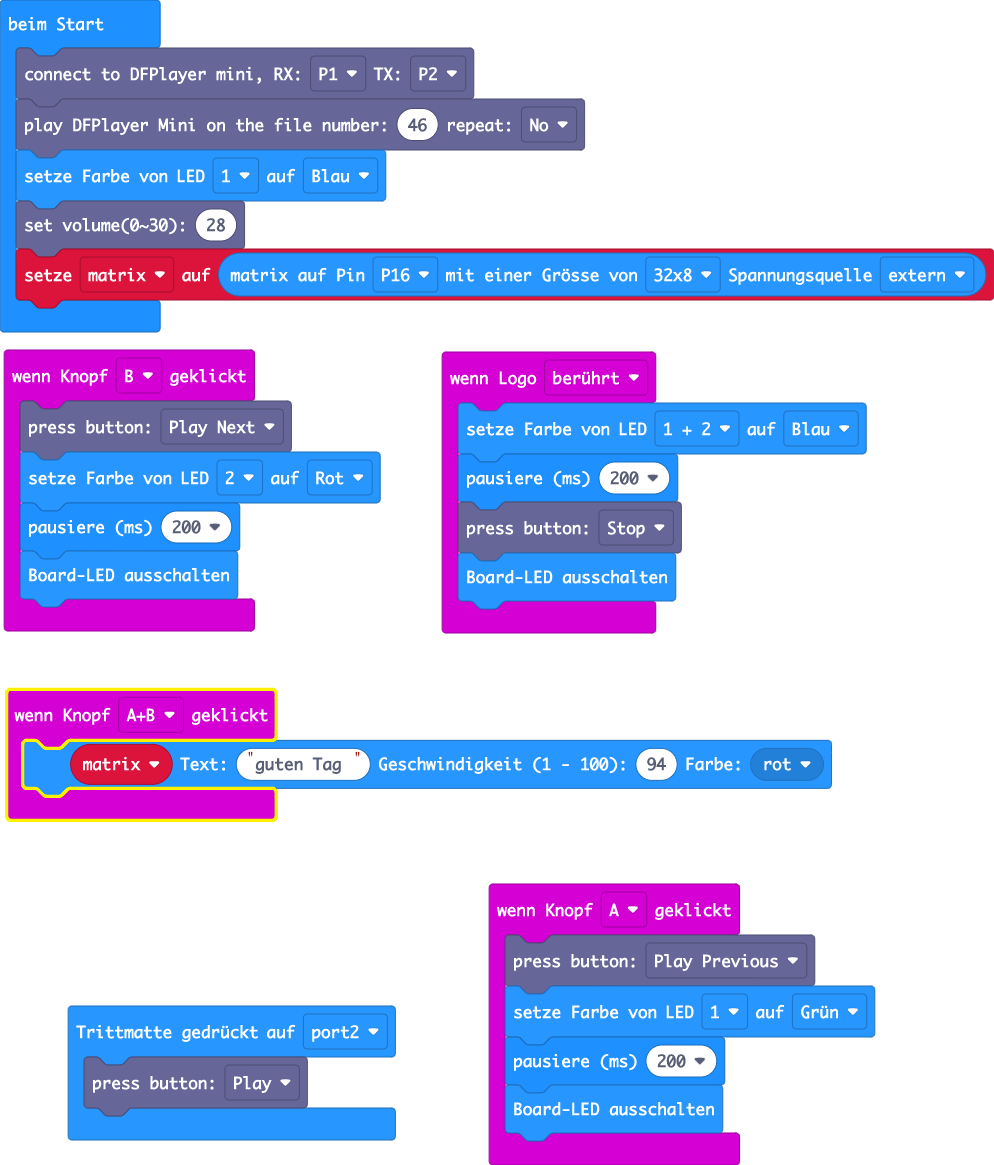 beim Start
connect to DFPlayer mini, RX: P1 TX: P2
play DFPlayer Mini on the file number: 46 repeat: No
setze Farbe von LED 1 auf Blau
set volume(0~30): 28
setze matrix auf matrix auf Pin P16 mit einer Grösse von 32x8 Spannungsquelle extern
wenn Knopf B geklickt
press button: Play Next
setze Farbe von LED 2 auf Rot
pausiere (ms) 200
Board-LED ausschalten
wenn Logo berührt
setze Farbe von LED 1 + 2 auf Blau
pausiere (ms) 200
press button: Stop
Board-LED ausschalten
wenn Knopf A+B geklickt
matrix Text: "guten Tag " Geschwindigkeit (1 - 100): 94 Farbe: rot
wenn Knopf A geklickt
press button: Play Previous
setze Farbe von LED 1 auf Grün
pausiere (ms) 200
Board-LED ausschalten
Trittmatte gedrückt auf port2
press button: Play